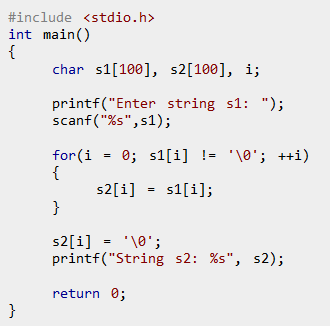 #include <stdio.h>
int main()
{
char s1[100], s2[100], i;
printf("Enter string s1: ");
scanf("%s",s1);
for(i = 0; s1[i] != '\0'; ++i)
{
s2[i] = s1[i];
}
s2[i] = '\0';
printf("String s2: %s", s2);
return 0;
}